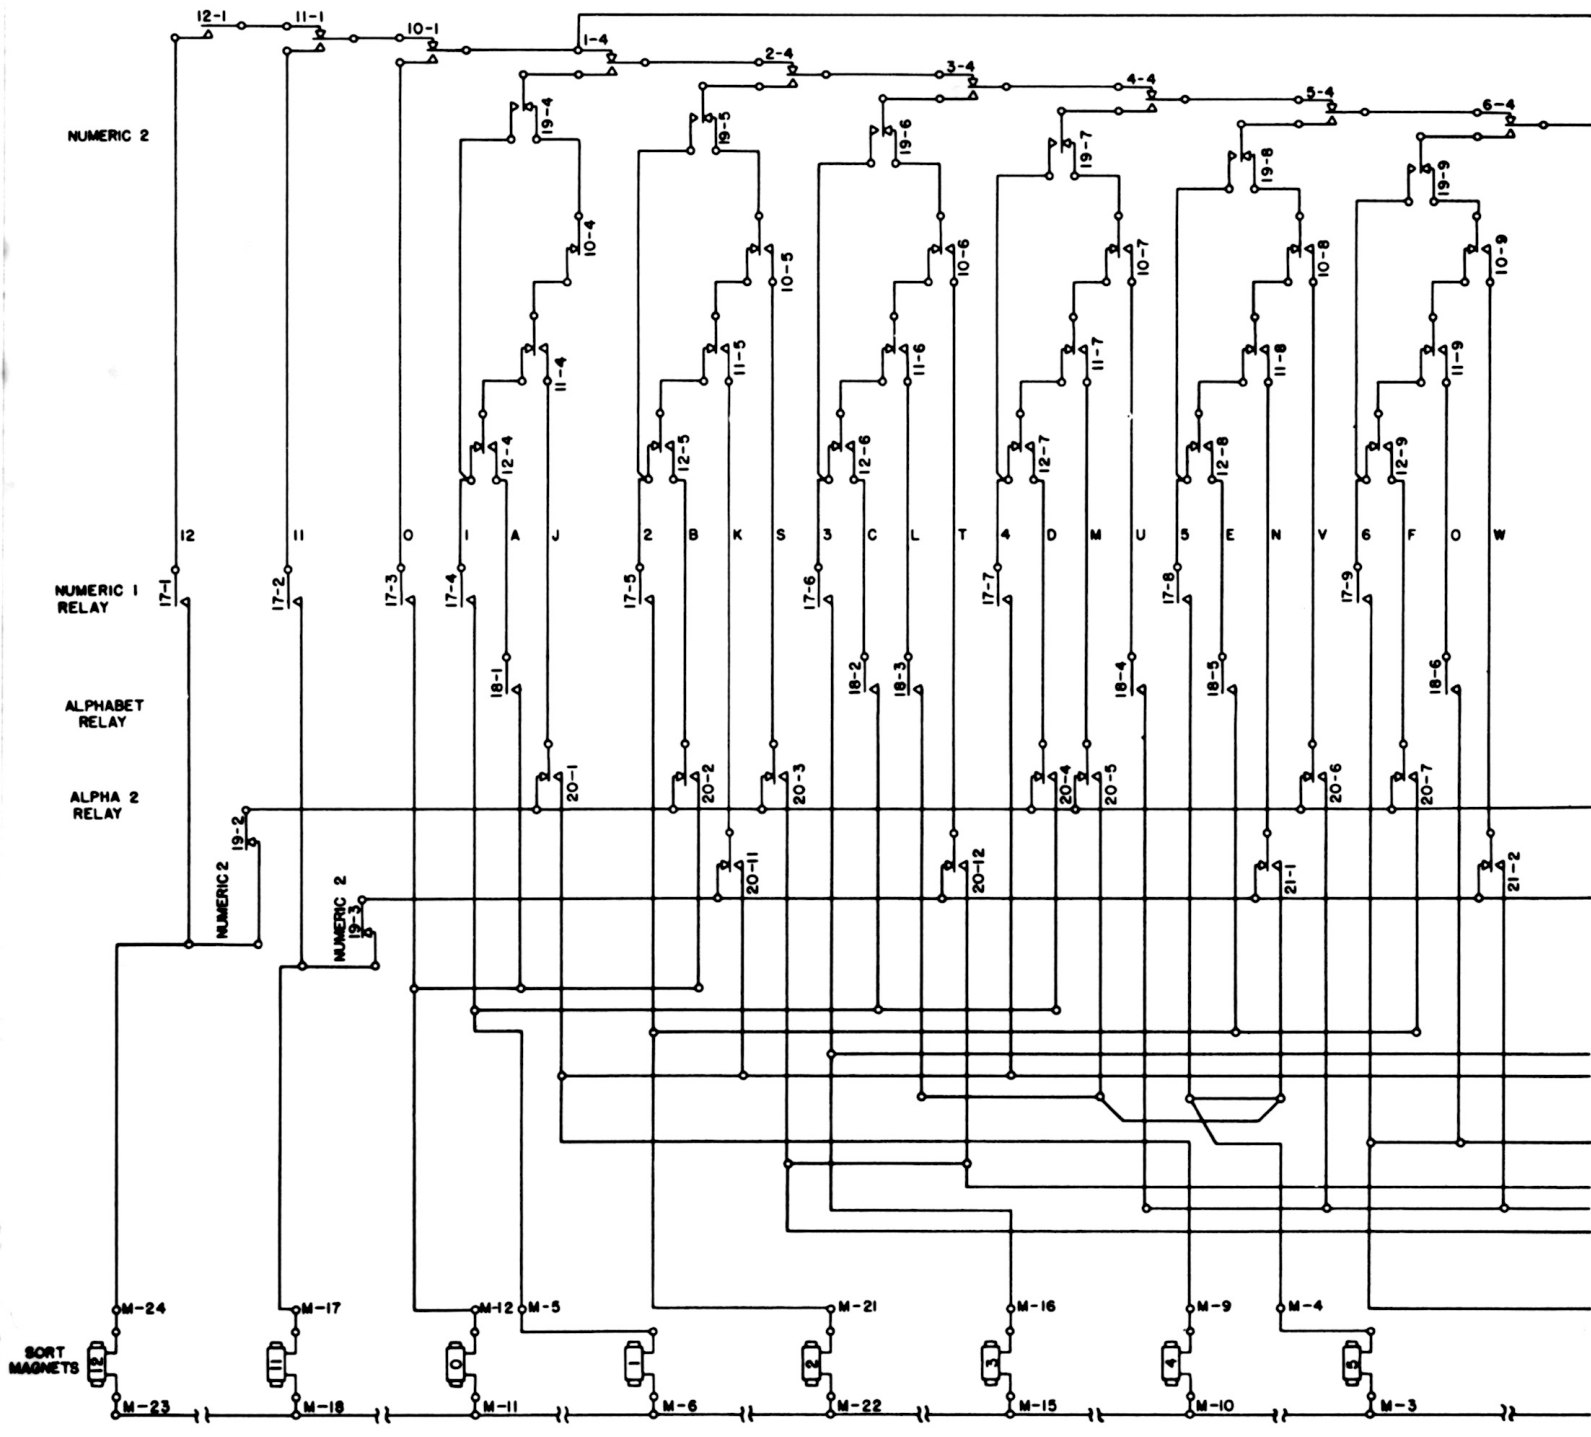 12-1
11-1
10-1
1-4
2-4
3-4
4-4
5-4
6-4
NUMERIC 2
19-4
19-5
19-6
19-7
19-8
19-9
10-4
10-5
10-6
10-7
10-8
10-9
11-4
11-5
11-6
11-7
11-8
11-9
12-4
12-5
12-6
12-7
12-8
12-9
12 11 0 1 A J 2 B K S 3 C L T 4 D M U 5 E N V 6 F O W
NUMERIC 1
RELAY
17-1
17-2
17-3
17-4
17-5
17-6
17-7
17-8
17-9
ALPHABET
RELAY
18-1
18-2
18-3
18-4
18-5
18-6
ALPHA 2
RELAY
20-1
20-2
20-3
20-4
20-5
20-6
20-7
19-2
NUMERIC 2
19-3
NUMERIC 2
20-11
20-12
21-1
21-2
M-24
M-17
M-12
M-5
M-21
M-16
M-9
M-4
SORT
MAGNETS
12
11
0
1
2
3
4
5
M-23
M-18
M-11
M-6
M-22
M-15
M-10
M-3